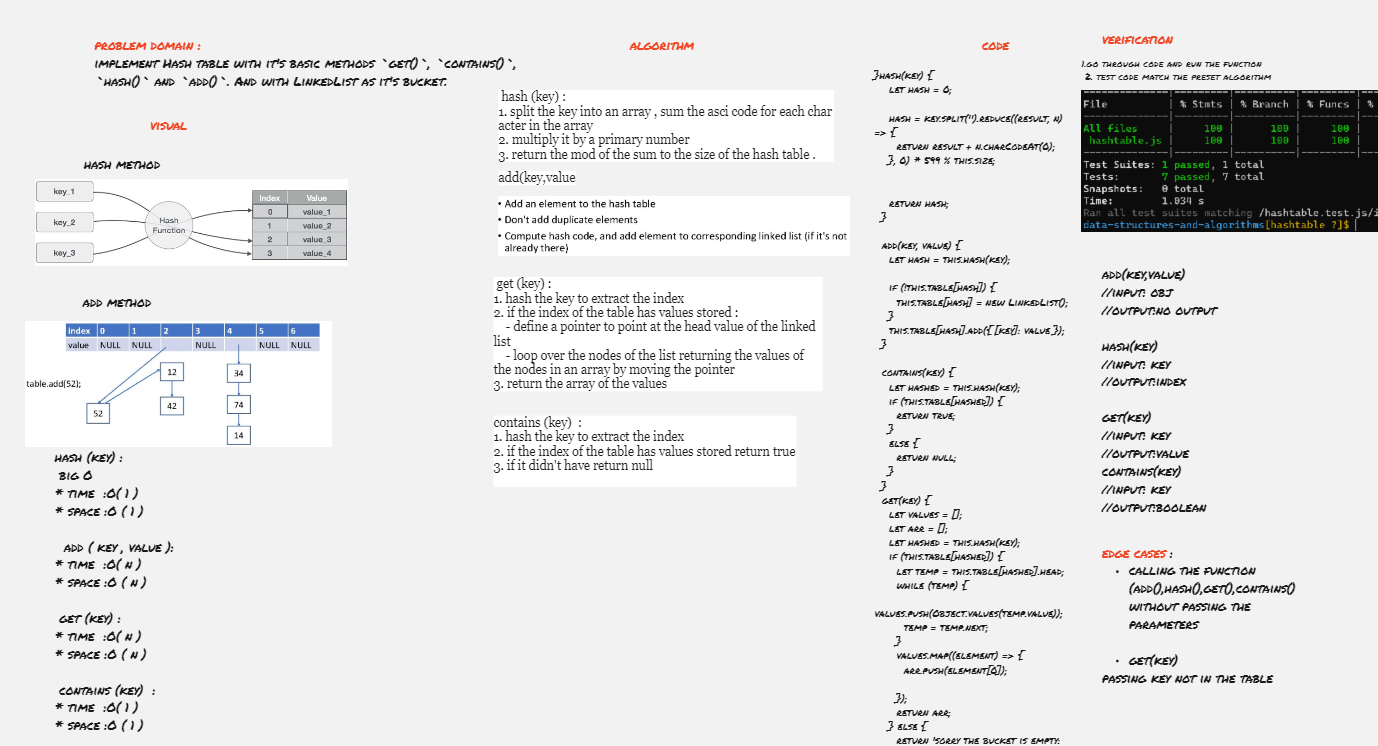 PROBLEM DOMAIN :
IMPLEMENT HASH TABLE WITH IT'S BASIC METHODS `GET()`, `CONTAINS()`,
`HASH()` AND `ADD()`. AND WITH LINKEDLIST AS IT'S BUCKET.
VISUAL
HASH METHOD
key_1
key_2
key_3
Hash
Function
Index Value
0 value_1
1 value_2
2 value_3
3 value_4
ADD METHOD
index 0 1 2 3 4 5 6
value NULL NULL NULL NULL NULL
table.add(52);
12 34
52 42 74
14
HASH (KEY) :
BIG O
* TIME :O( 1 )
* SPACE :O ( 1 )
ADD ( KEY , VALUE ):
* TIME :O( N )
* SPACE :O ( N )
GET (KEY) :
* TIME :O( N )
* SPACE :O ( N )
CONTAINS (KEY) :
* TIME :O( 1 )
* SPACE :O ( 1 )
ALGORITHM
hash (key) :
1. split the key into an array , sum the asci code for each char
acter in the array
2. multiply it by a primary number
3. return the mod of the sum to the size of the hash table .
add(key,value
• Add an element to the hash table
• Don't add duplicate elements
• Compute hash code, and add element to corresponding linked list (if it's not
already there)
get (key) :
1. hash the key to extract the index
2. if the index of the table has values stored :
- define a pointer to point at the head value of the linked
list
- loop over the nodes of the list returning the values of
the nodes in an array by moving the pointer
3. return the array of the values
contains (key) :
1. hash the key to extract the index
2. if the index of the table has values stored return true
3. if it didn't have return null
CODE
}HASH(KEY) {
LET HASH = 0;
HASH = KEY.SPLIT('').REDUCE((RESULT, N)
=> {
RETURN RESULT + N.CHARCODEAT(0);
}, 0) * 599 % THIS.SIZE;
RETURN HASH;
}
ADD(KEY, VALUE) {
LET HASH = THIS.HASH(KEY);
IF (!THIS.TABLE[HASH]) {
THIS.TABLE[HASH] = NEW LINKEDLIST();
}
THIS.TABLE[HASH].ADD({ [KEY]: VALUE });
}
CONTAINS(KEY) {
LET HASHED = THIS.HASH(KEY);
IF (THIS.TABLE[HASHED]) {
RETURN TRUE;
}
ELSE {
RETURN NULL;
}
}
GET(KEY) {
LET VALUES = [];
LET ARR = [];
LET HASHED = THIS.HASH(KEY);
IF (THIS.TABLE[HASHED]) {
LET TEMP = THIS.TABLE[HASHED].HEAD;
WHILE (TEMP) {
VALUES.PUSH(OBJECT.VALUES(TEMP.VALUE));
TEMP = TEMP.NEXT;
}
VALUES.MAP((ELEMENT) => {
ARR.PUSH(ELEMENT[0]);
});
RETURN ARR;
} ELSE {
RETURN 'SORRY THE BUCKET IS EMPTY;
VERIFICATION
1.GO THROUGH CODE AND RUN THE FUNCTION
2. TEST CODE MATCH THE PRESET ALGORITHM
File | % Stmts | % Branch | % Funcs | %
All files | 100 | 100 | 100 |
hashtable.js | 100 | 100 | 100 |
Test Suites: 1 passed, 1 total
Tests: 7 passed, 7 total
Snapshots: 0 total
Time: 1.034 s
Ran all test suites matching /hashtable.test.js/i
data-structures-and-algorithms[hashtable ?]$
ADD(KEY,VALUE)
//INPUT: OBJ
//OUTPUT:NO OUTPUT
HASH(KEY)
//INPUT: KEY
//OUTPUT:INDEX
GET(KEY)
//INPUT: KEY
//OUTPUT:VALUE
CONTAINS(KEY)
//INPUT: KEY
//OUTPUT:BOOLEAN
EDGE CASES :
• CALLING THE FUNCTION
(ADD(),HASH(),GET(),CONTAINS()
WITHOUT PASSING THE
PARAMETERS
• GET(KEY)
PASSING KEY NOT IN THE TABLE